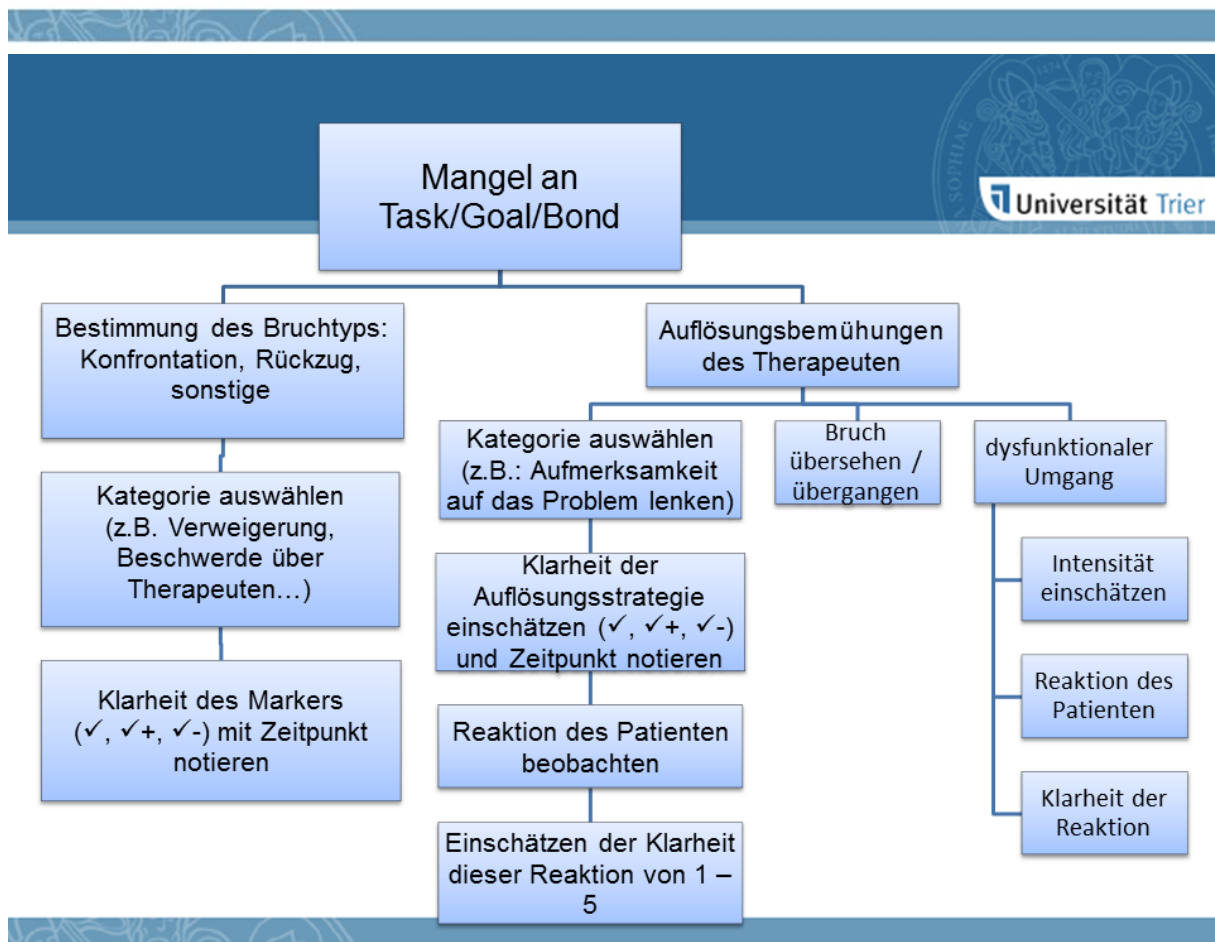 Mangel an
Task/Goal/Bond
Universität Trier
Bestimmung des Bruchtyps:
Konfrontation, Rückzug,
sonstige
Kategorie auswählen
(z.B. Verweigerung,
Beschwerde über
Therapeuten…)
Klarheit des Markers
(✓, ✓+, ✓-) mit Zeitpunkt
notieren
Auflösungsbemühungen
des Therapeuten
Kategorie auswählen
(z.B.: Aufmerksamkeit
auf das Problem lenken)
Klarheit der
Auflösungsstrategie
einschätzen (✓, ✓+, ✓-)
und Zeitpunkt notieren
Reaktion des Patienten
beobachten
Einschätzen der Klarheit
dieser Reaktion von 1 –
5
Bruch
übersehen /
übergangen
dysfunktionaler
Umgang
Intensität
einschätzen
Reaktion des
Patienten
Klarheit der
Reaktion